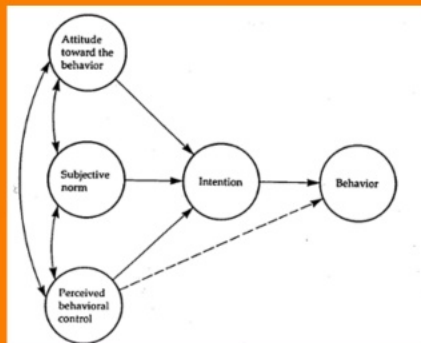 Attitude
toward the
behavior
Subjective
norm
Intention
Behavior
Perceived
behavioral
control